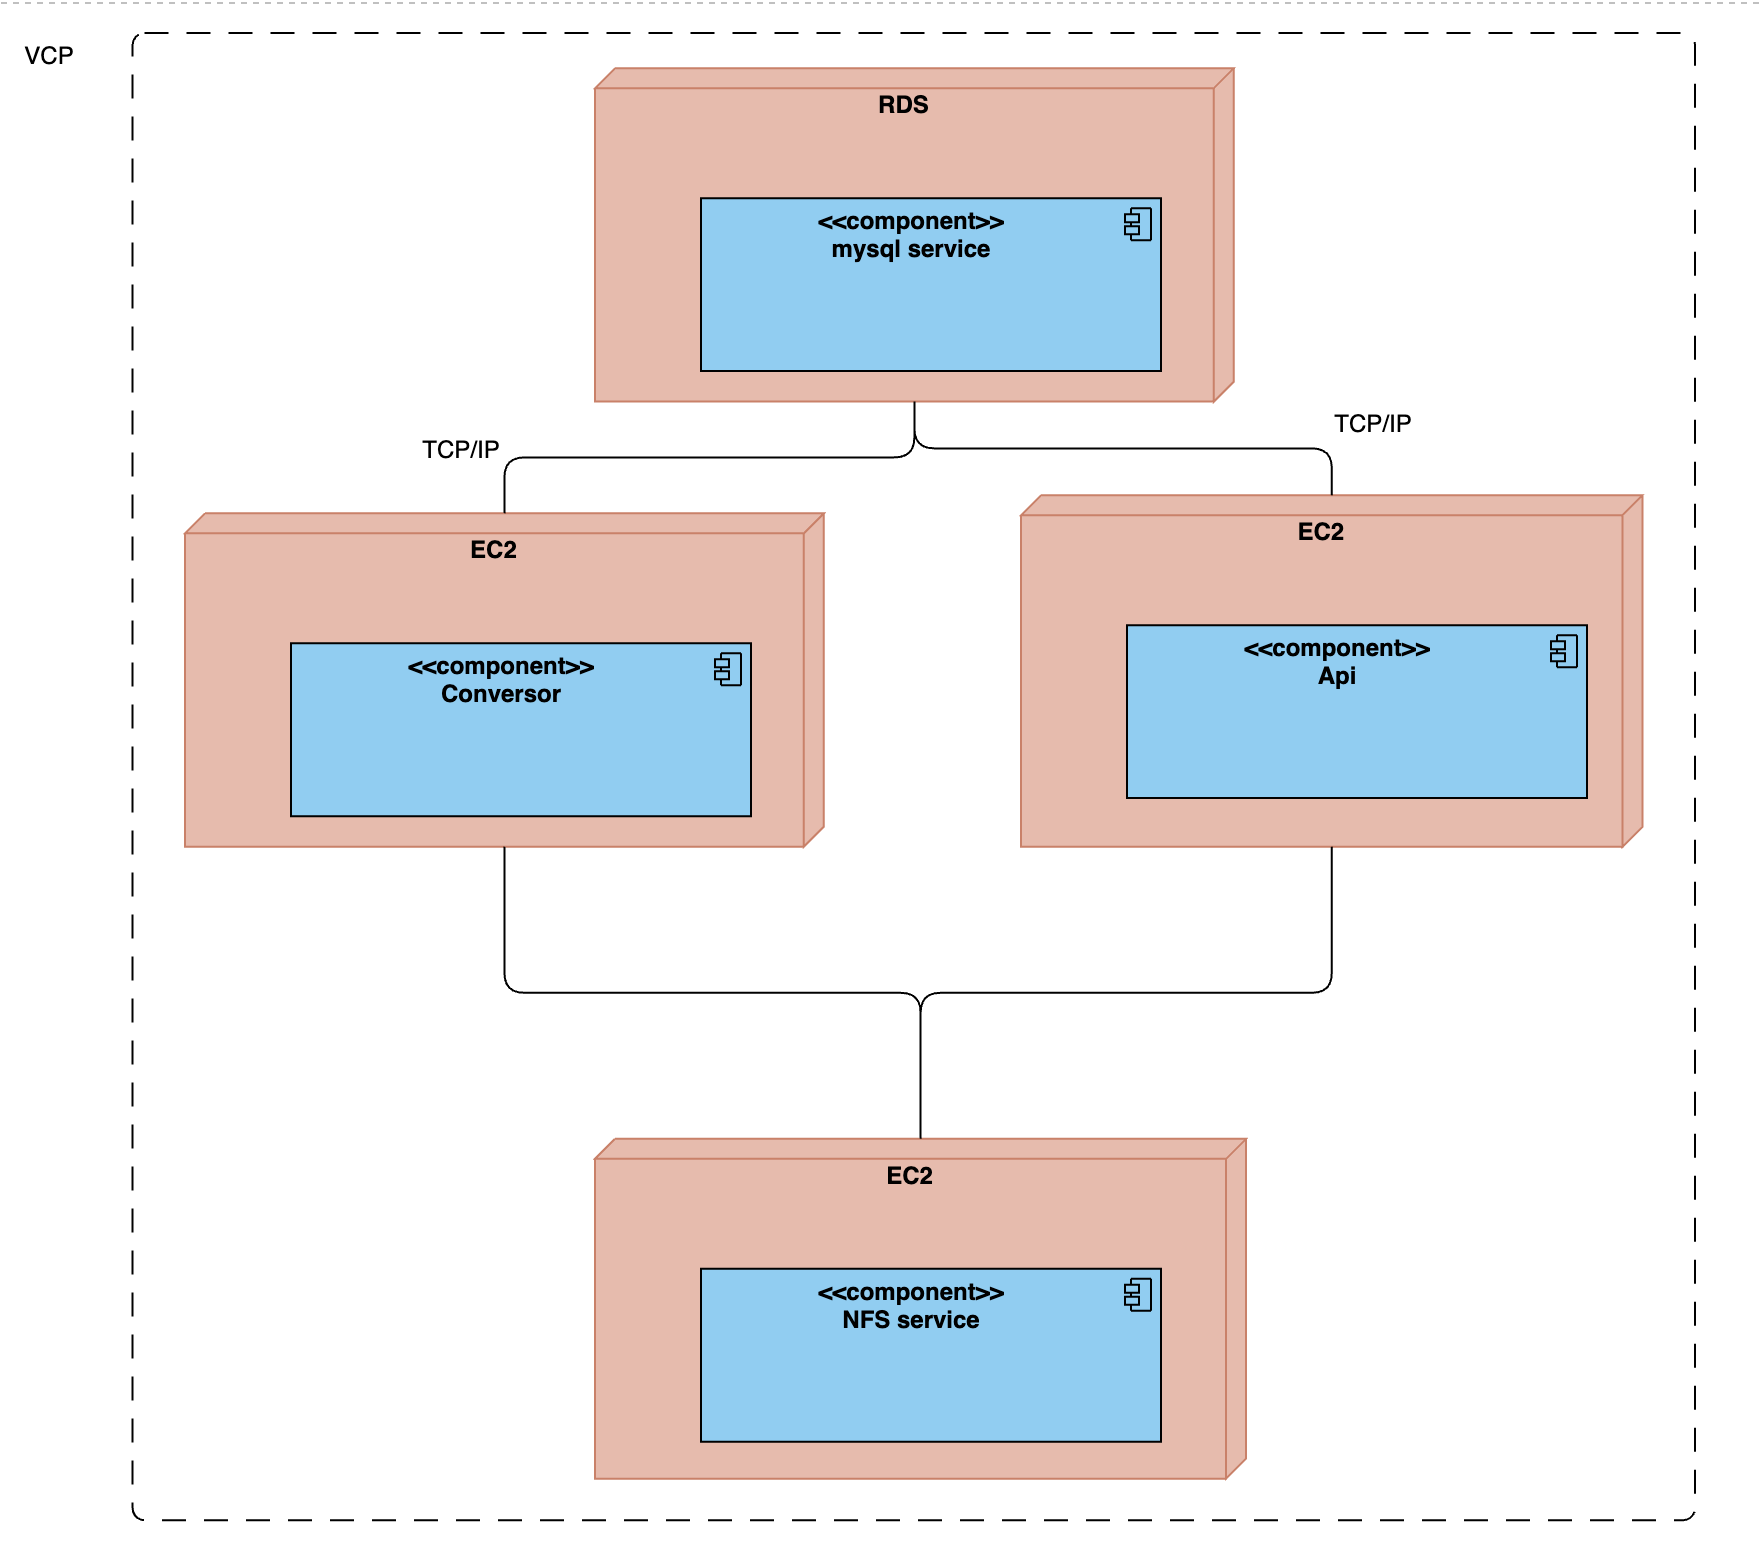 VCP
RDS
<<component>>
mysql service
TCP/IP
TCP/IP
EC2
<<component>>
Conversor
EC2
<<component>>
Api
EC2
<<component>>
NFS service